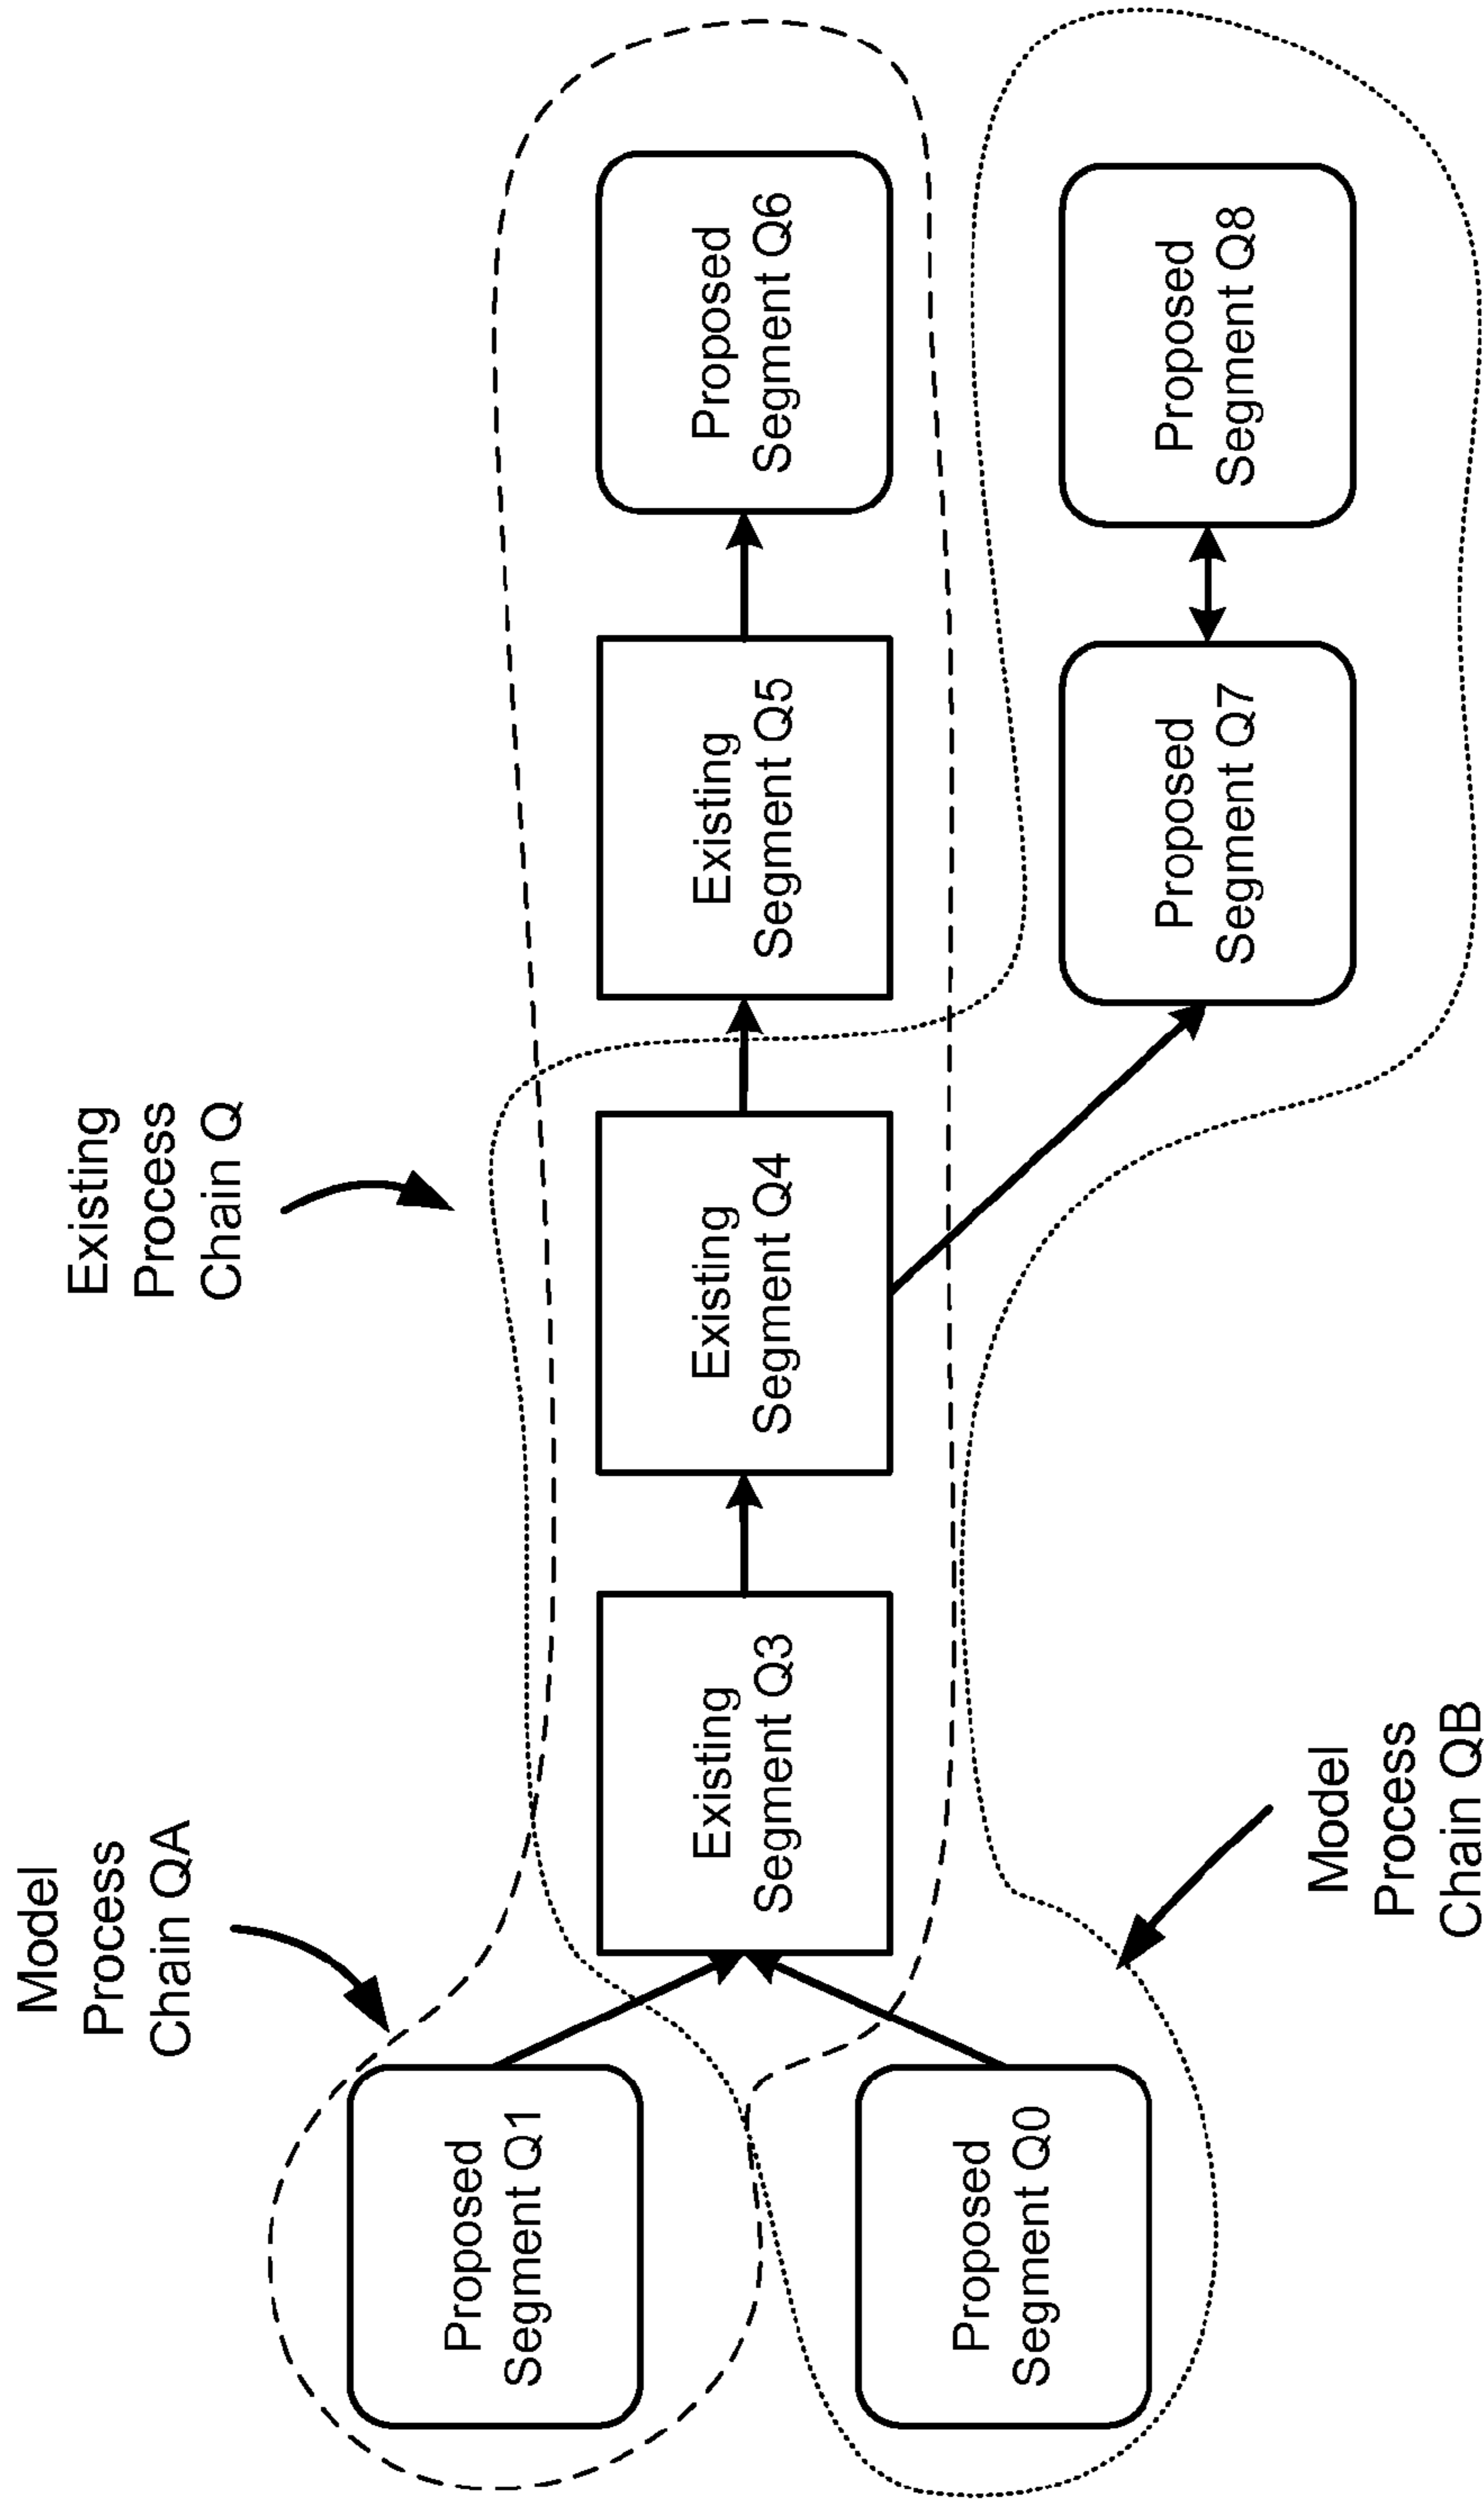 Existing
Process
Chain Q
Model
Process
Chain QA
Proposed
Segment Q1
Existing
Segment Q3
Existing
Segment Q4
Existing
Segment Q5
Proposed
Segment Q6
Proposed
Segment Q0
Proposed
Segment Q7
Proposed
Segment Q8
Model
Process
Chain QB